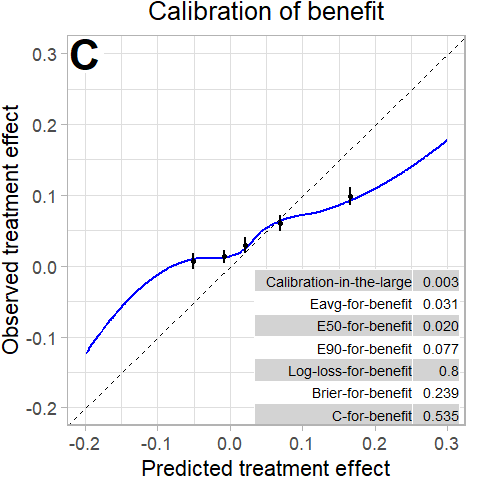 Calibration of benefit
C
Observed treatment effect
0.3
0.2
0.1
0.0
-0.1
-0.2
Calibration-in-the-large 0.003
Eavg-for-benefit 0.031
E50-for-benefit 0.020
E90-for-benefit 0.077
Log-loss-for-benefit 0.8
Brier-for-benefit 0.239
C-for-benefit 0.535
-0.2 -0.1 0.0 0.1 0.2 0.3
Predicted treatment effect